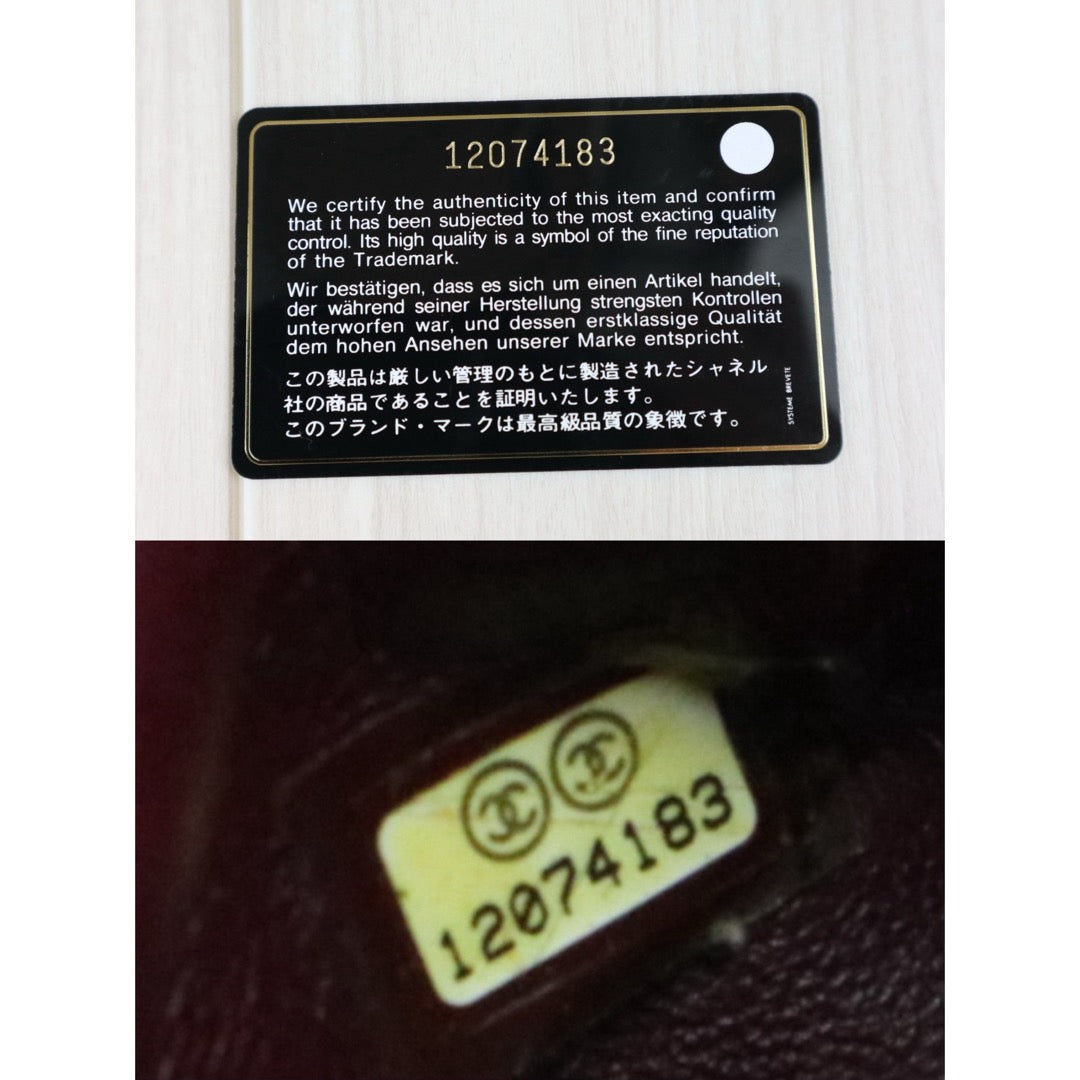 12074183
We certify the authenticity of this item and confirm
that it has been subjected to the most exacting quality
control. Its high quality is a symbol of the fine reputation
of the Trademark.
Wir bestätigen, dass es sich um einen Artikel handelt,
der während seiner Herstellung strengsten Kontrollen
unterworfen war, und dessen erstklassige Qualität
dem hohen Ansehen unserer Marke entspricht.
この製品は厳しい管理のもとに製造されたシャネル
社の商品であることを証明いたします。
このブランド・マークは最高級品質の象徴です。
SYSTEME BREVETE
12074183